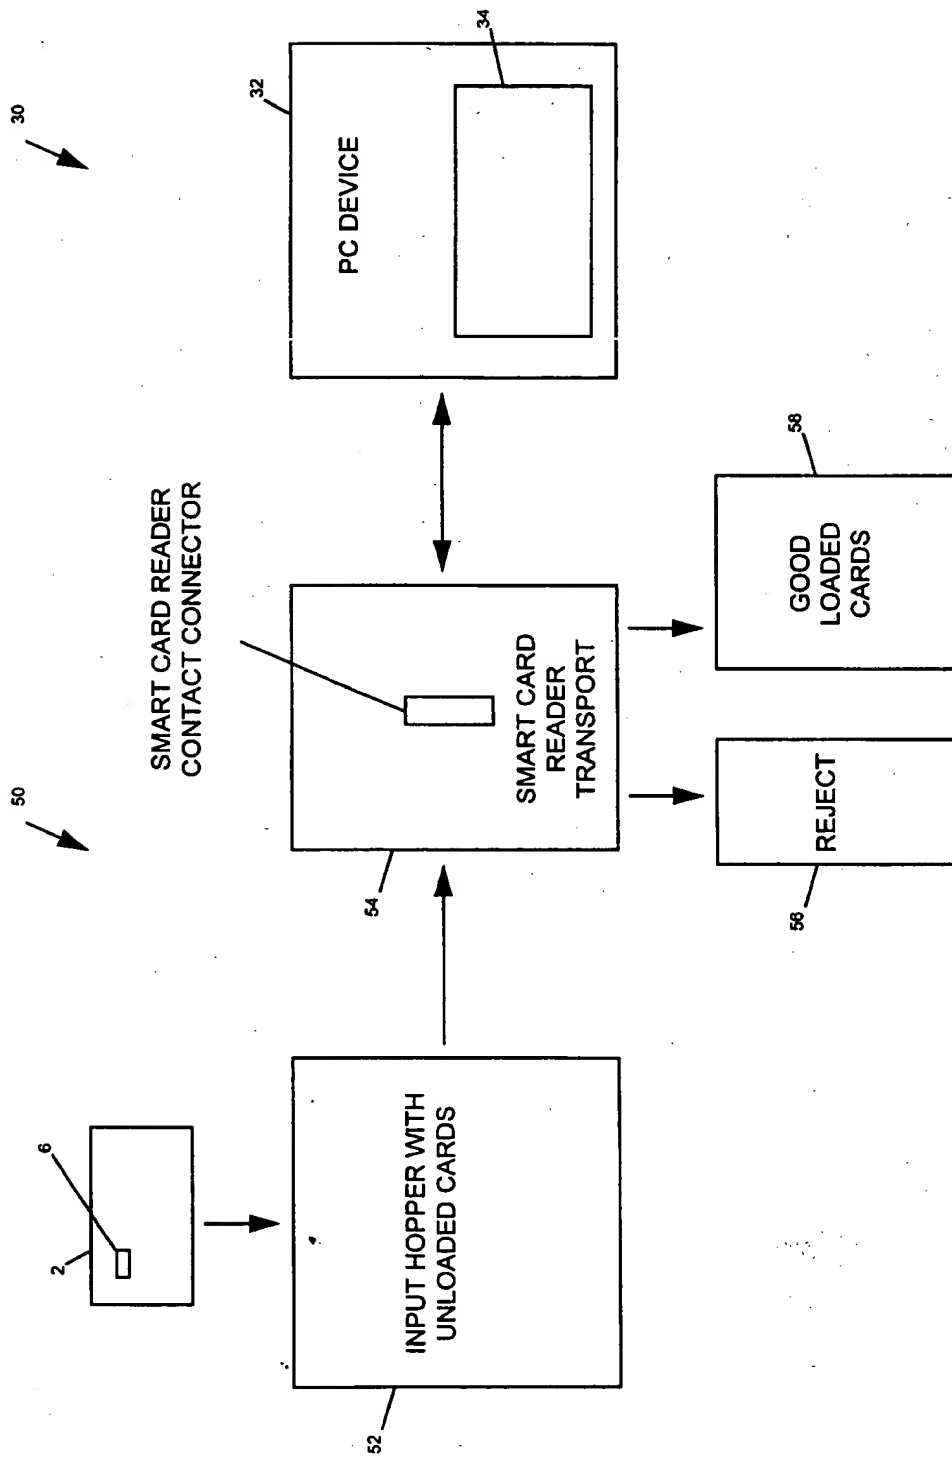 50
30
2
6
INPUT HOPPER WITH
UNLOADED CARDS
52
SMART CARD READER
CONTACT CONNECTOR
54
SMART CARD
READER
TRANSPORT
32
PC DEVICE
34
REJECT
56
GOOD
LOADED
CARDS
58